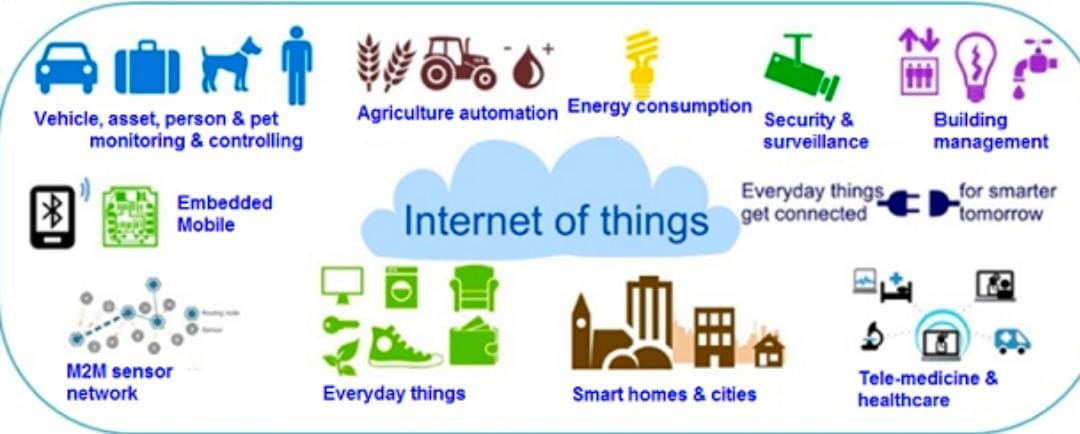 Vehicle, asset, person & pet
monitoring & controlling
Agriculture automation
Energy consumption
Security &
surveillance
Building
management
Embedded
Mobile
Internet of things
Everyday things
get connected
for smarter
tomorrow
Routing node
Sensor
M2M sensor
network
Everyday things
Smart homes & cities
Tele-medicine &
healthcare